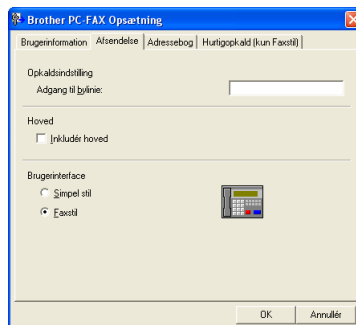 Brother PC-FAX Opsætning
Brugerinformation Afsendelse Adressebog Hurtigopkald (kun Faxstil)
Opkaldsindstilling
Adgang til bylinie:
Hoved
Inkludér hoved
Brugerinterface
Simpel stil
Faxstil
OK Annullér